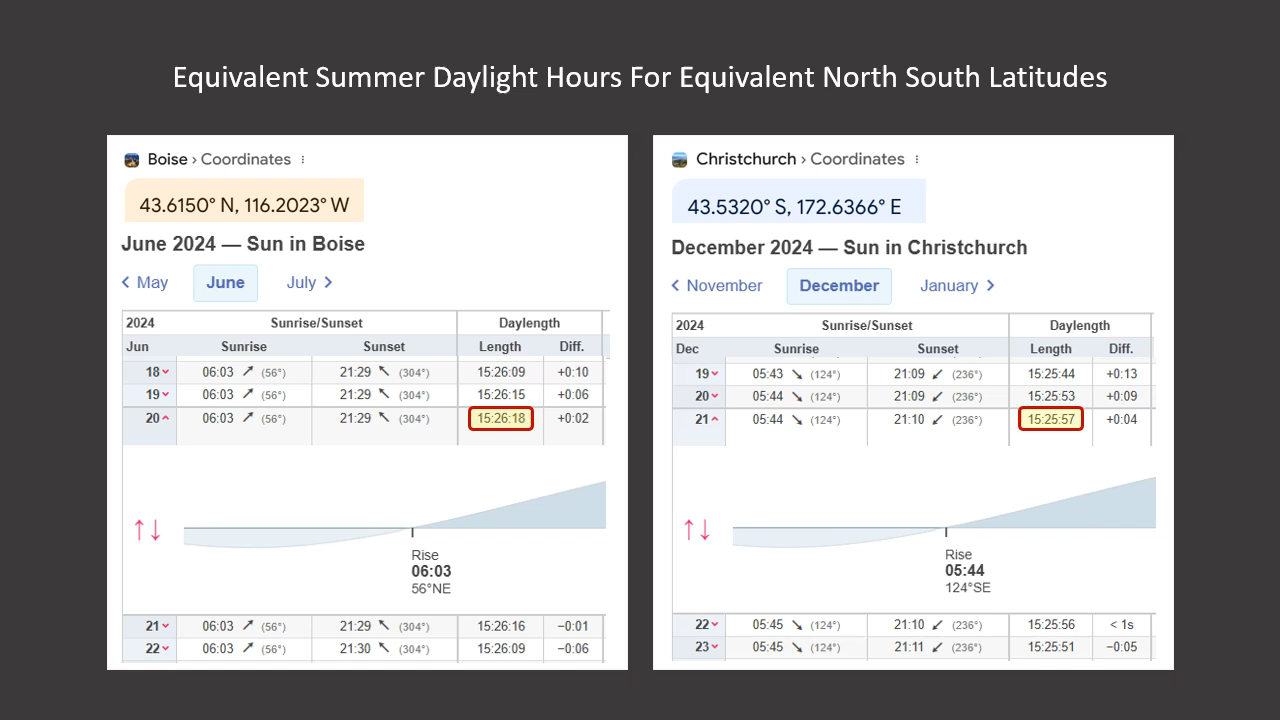 Equivalent Summer Daylight Hours For Equivalent North South Latitudes
Boise › Coordinates ⋮
43.6150° N, 116.2023° W
June 2024 — Sun in Boise
< May June July >
2024 Sunrise/Sunset Daylength
Jun Sunrise Sunset Length Diff.
18 06:03 ↗ (56°) 21:29 ↖ (304°) 15:26:09 +0:10
19 06:03 ↗ (56°) 21:29 ↖ (304°) 15:26:15 +0:06
20 06:03 ↗ (56°) 21:29 ↖ (304°) 15:26:18 +0:02
↑↓
Rise
06:03
56°NE
21 06:03 ↗ (56°) 21:29 ↖ (304°) 15:26:16 −0:01
22 06:03 ↗ (56°) 21:30 ↖ (304°) 15:26:09 −0:06
Christchurch › Coordinates ⋮
43.5320° S, 172.6366° E
December 2024 — Sun in Christchurch
< November December January >
2024 Sunrise/Sunset Daylength
Dec Sunrise Sunset Length Diff.
19 05:43 ↘ (124°) 21:09 ↙ (236°) 15:25:44 +0:13
20 05:44 ↘ (124°) 21:09 ↙ (236°) 15:25:53 +0:09
21 05:44 ↘ (124°) 21:10 ↙ (236°) 15:25:57 +0:04
↑↓
Rise
05:44
124°SE
22 05:45 ↘ (124°) 21:10 ↙ (236°) 15:25:56 < 1s
23 05:45 ↘ (124°) 21:11 ↙ (236°) 15:25:51 −0:05